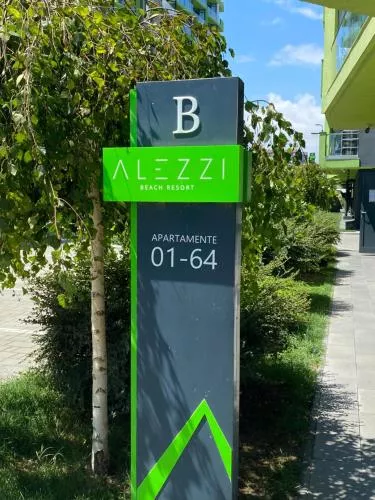 B
ALEZZI
BEACH RESORT
APARTAMENTE
01-64